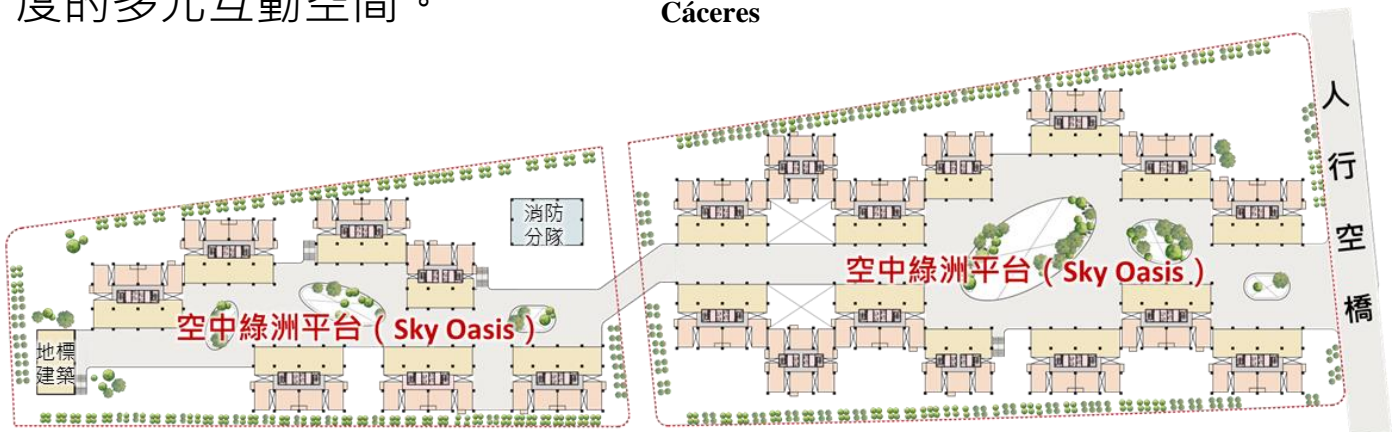 度的多元互動空間。
Cáceres
人行空橋
消防
分隊
空中綠洲平台（Sky Oasis）
空中綠洲平台（Sky Oasis）
地標
建築